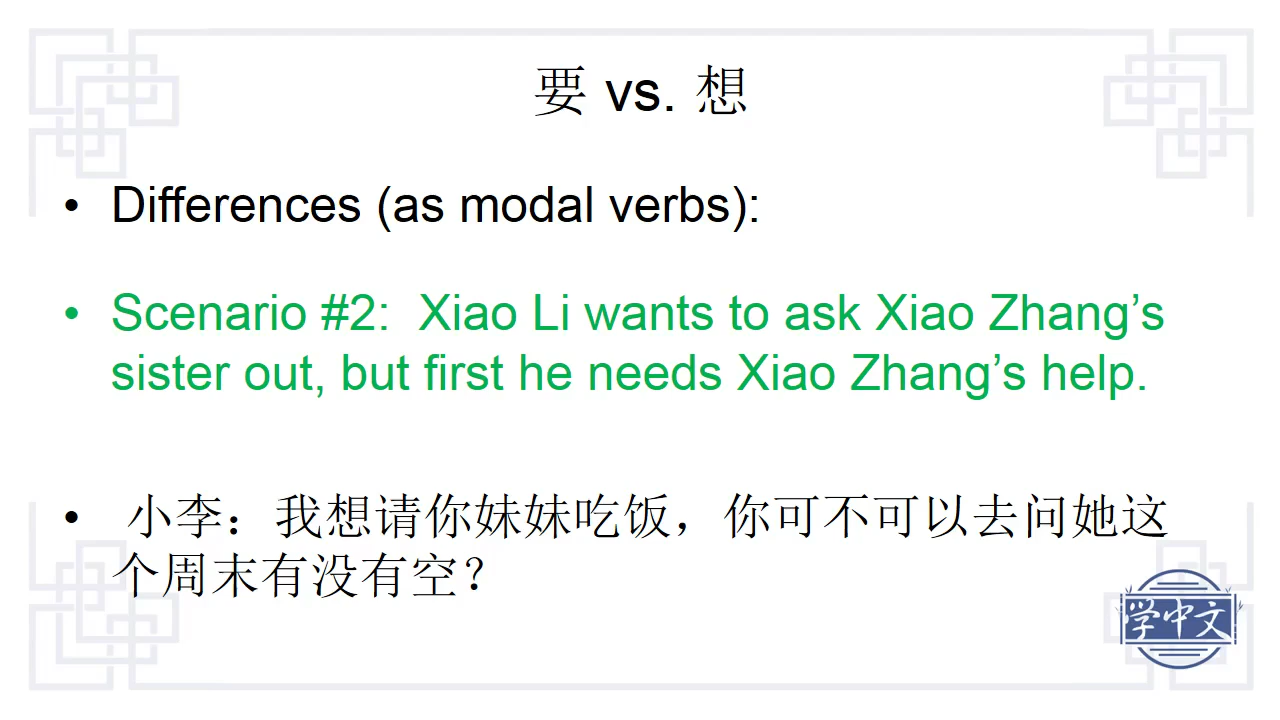 要 vs. 想
• Differences (as modal verbs):
• Scenario #2:  Xiao Li wants to ask Xiao Zhang’s
sister out, but first he needs Xiao Zhang’s help.
• 小李：我想请你妹妹吃饭，你可不可以去问她这
个周末有没有空？
学中文